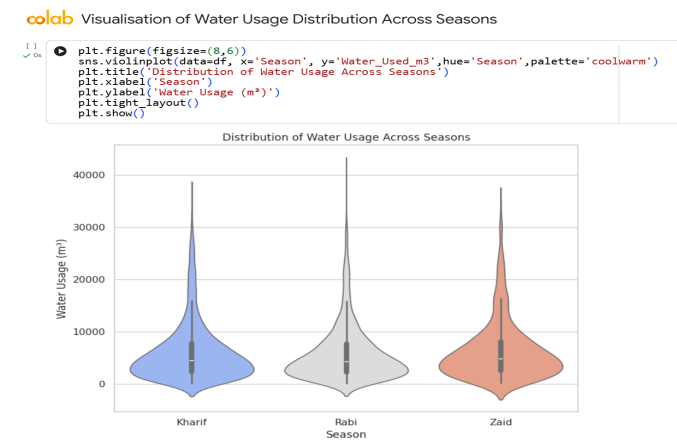 colab Visualisation of Water Usage Distribution Across Seasons
[ ]
✓ 0s
plt.figure(figsize=(8,6))
sns.violinplot(data=df, x='Season', y='Water_Used_m3',hue='Season',palette='coolwarm')
plt.title('Distribution of Water Usage Across Seasons')
plt.xlabel('Season')
plt.ylabel('Water Usage (m³)')
plt.tight_layout()
plt.show()
Distribution of Water Usage Across Seasons
Water Usage (m³)
40000
30000
20000
10000
0
Kharif Rabi Zaid
Season